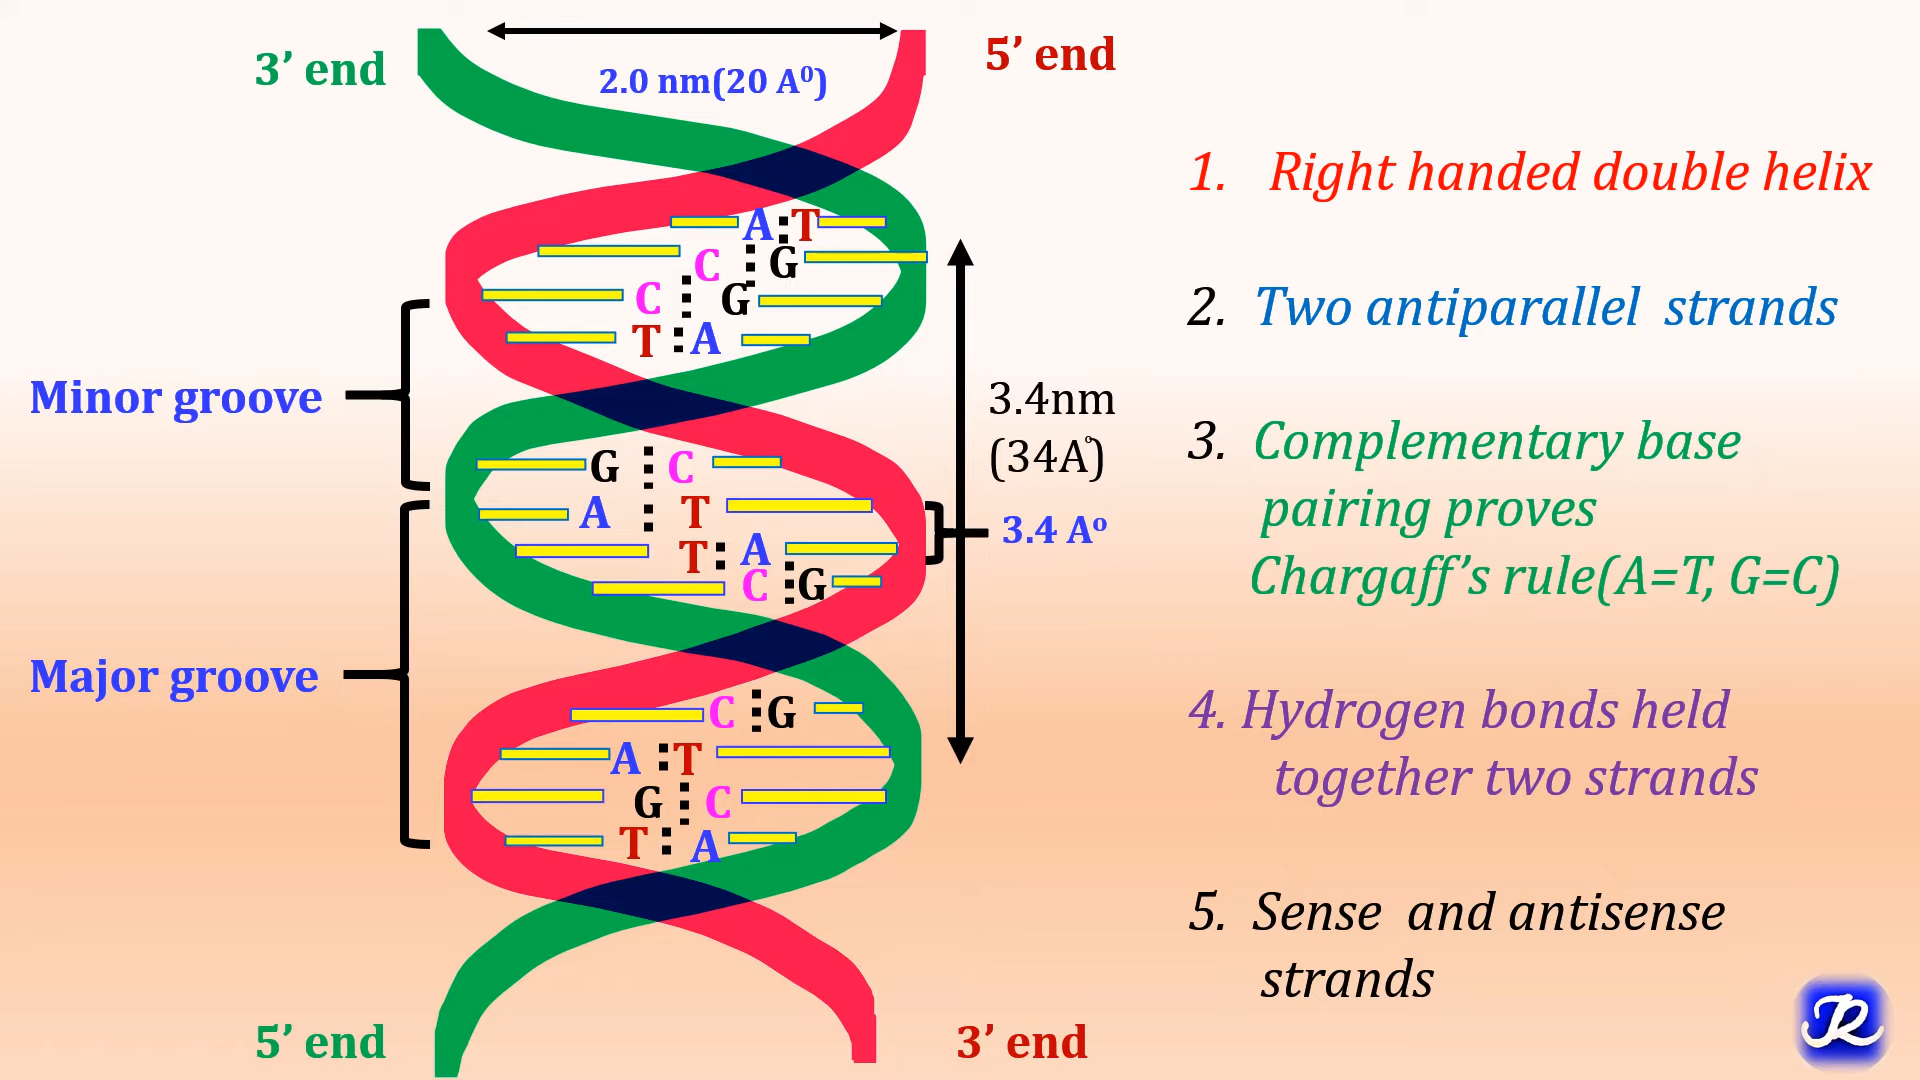 3’ end
5’ end
2.0 nm(20 A⁰)
1. Right handed double helix
A T
C G
C G
2. Two antiparallel strands
T A
Minor groove
3.4nm
(34A°)
3. Complementary base
pairing proves
Chargaff’s rule(A=T, G=C)
G C
A T
3.4 Aº
T A
C G
Major groove
C G
4. Hydrogen bonds held
together two strands
A T
G C
T A
5. Sense and antisense
strands
5’ end
3’ end
R